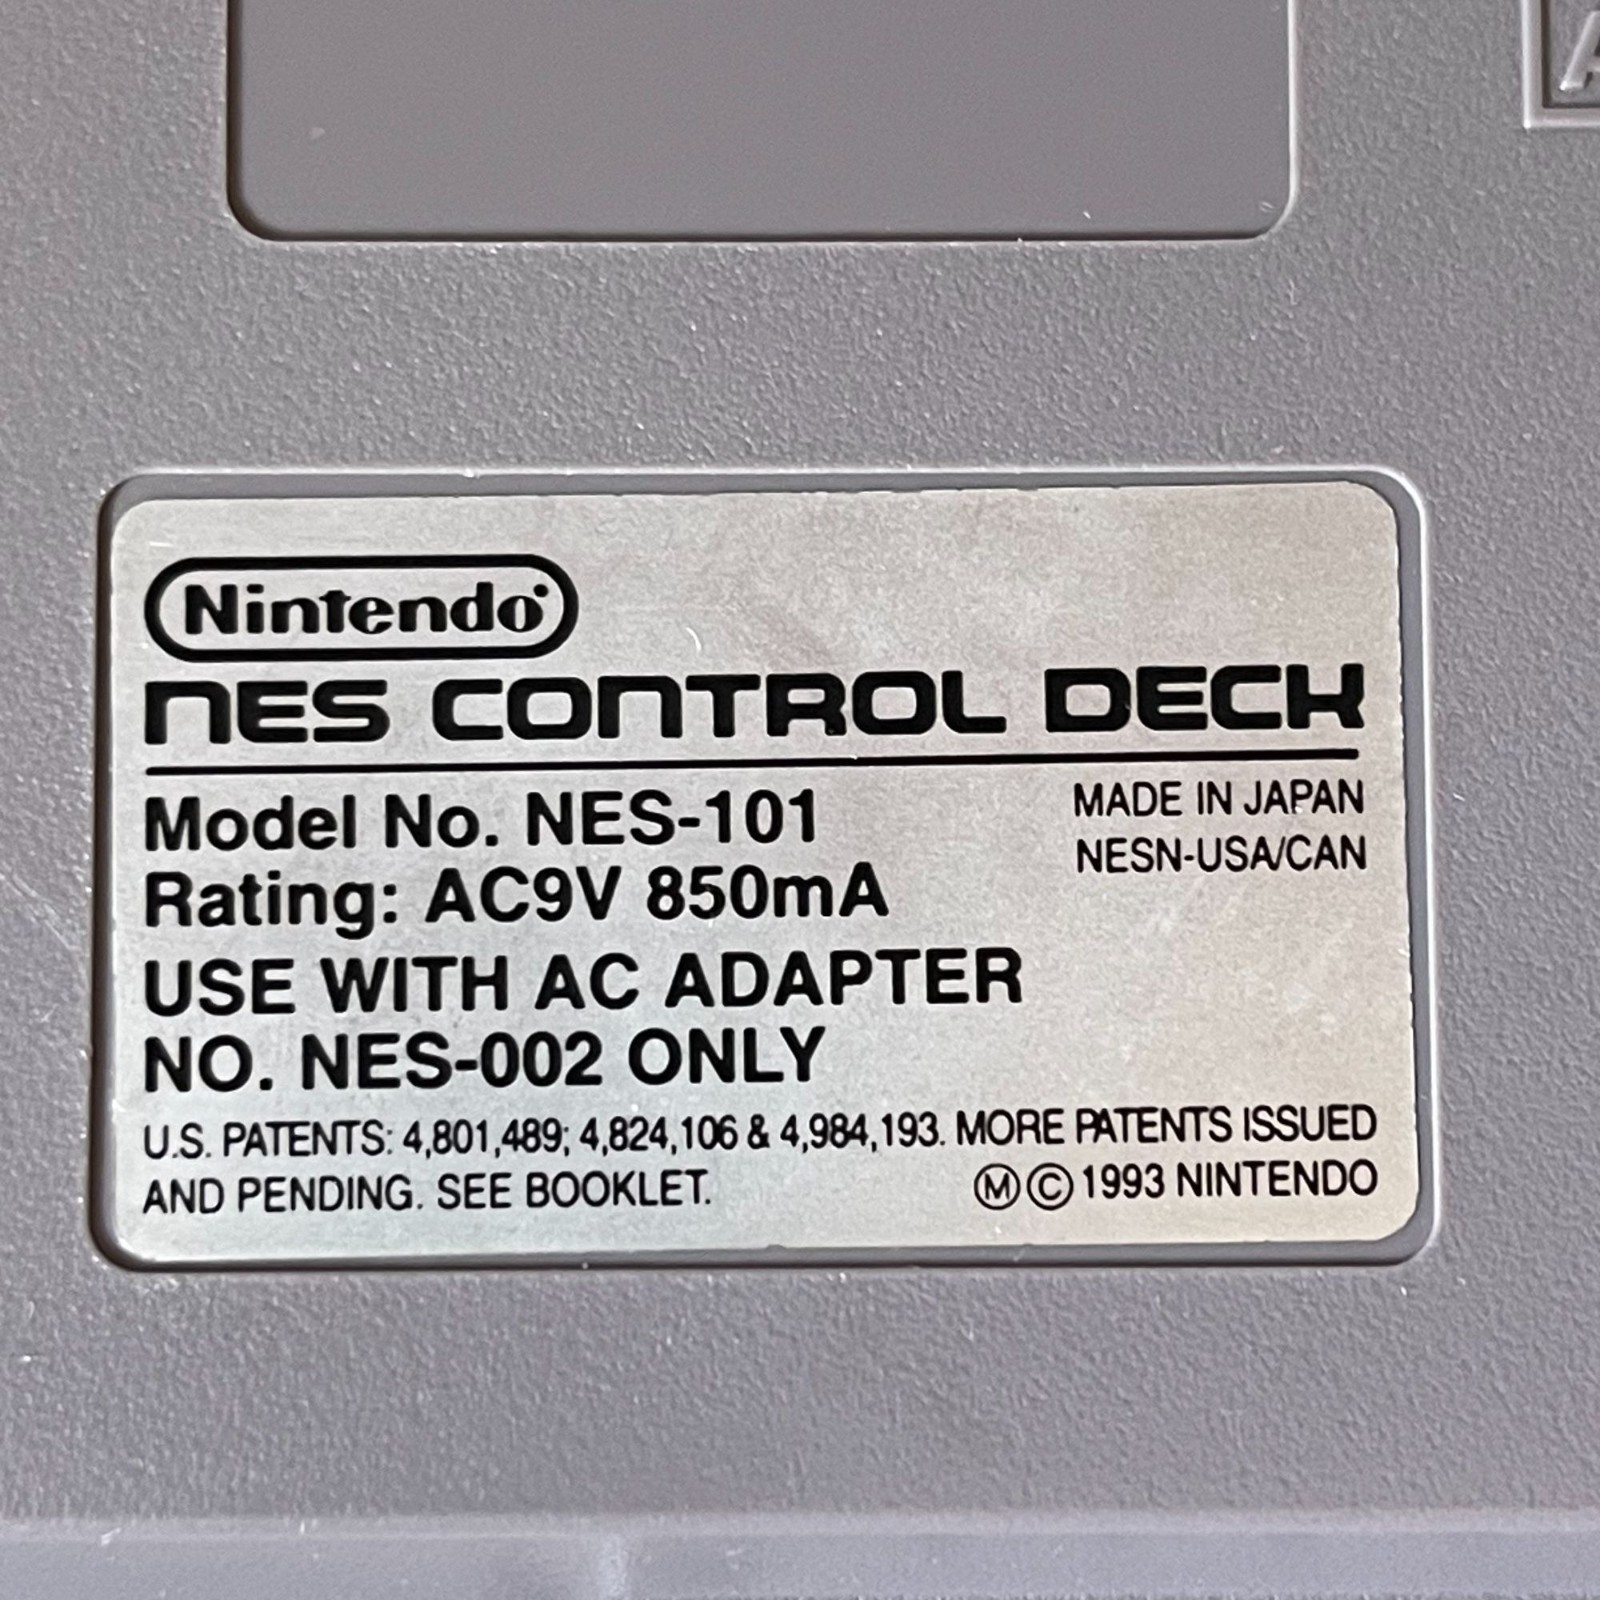 Nintendo
NES CONTROL DECK
Model No. NES-101
MADE IN JAPAN
Rating: AC9V 850mA
NESN-USA/CAN
USE WITH AC ADAPTER
NO. NES-002 ONLY
U.S. PATENTS: 4,801,489; 4,824,106 & 4,984,193. MORE PATENTS ISSUED
AND PENDING. SEE BOOKLET.
Ⓜ©1993 NINTENDO